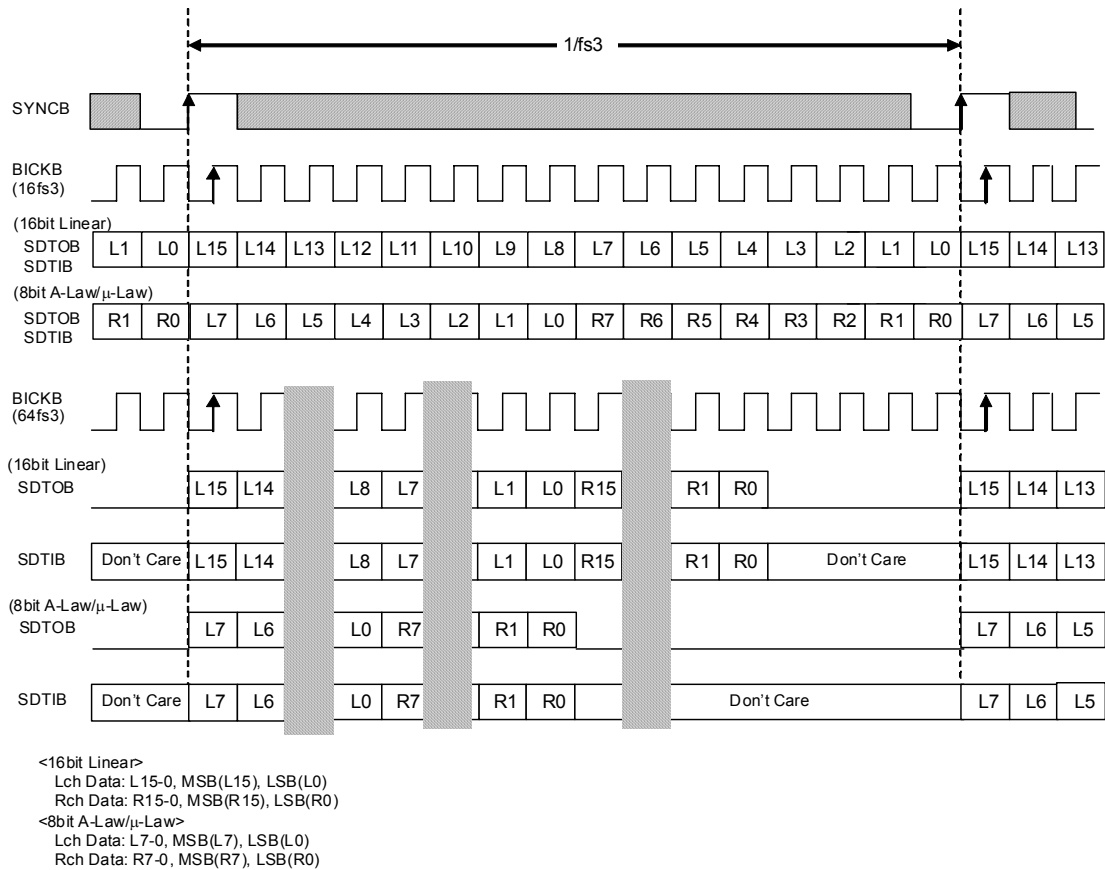 1/fs3
SYNCB
BICKB
(16fs3)
(16bit Linear)
SDTOB
SDTIB
L1 L0 L15 L14 L13 L12 L11 L10 L9 L8 L7 L6 L5 L4 L3 L2 L1 L0 L15 L14 L13
(8bit A-Law/μ-Law)
SDTOB
SDTIB
R1 R0 L7 L6 L5 L4 L3 L2 L1 L0 R7 R6 R5 R4 R3 R2 R1 R0 L7 L6 L5
BICKB
(64fs3)
(16bit Linear)
SDTOB
L15 L14 L8 L7 L1 L0 R15 R1 R0 L15 L14 L13
SDTIB
Don't Care L15 L14 L8 L7 L1 L0 R15 R1 R0 Don't Care L15 L14 L13
(8bit A-Law/μ-Law)
SDTOB
L7 L6 L0 R7 R1 R0 L7 L6 L5
SDTIB
Don't Care L7 L6 L0 R7 R1 R0 Don't Care L7 L6 L5
<16bit Linear>
Lch Data: L15-0, MSB(L15), LSB(L0)
Rch Data: R15-0, MSB(R15), LSB(R0)
<8bit A-Law/μ-Law>
Lch Data: L7-0, MSB(L7), LSB(L0)
Rch Data: R7-0, MSB(R7), LSB(R0)